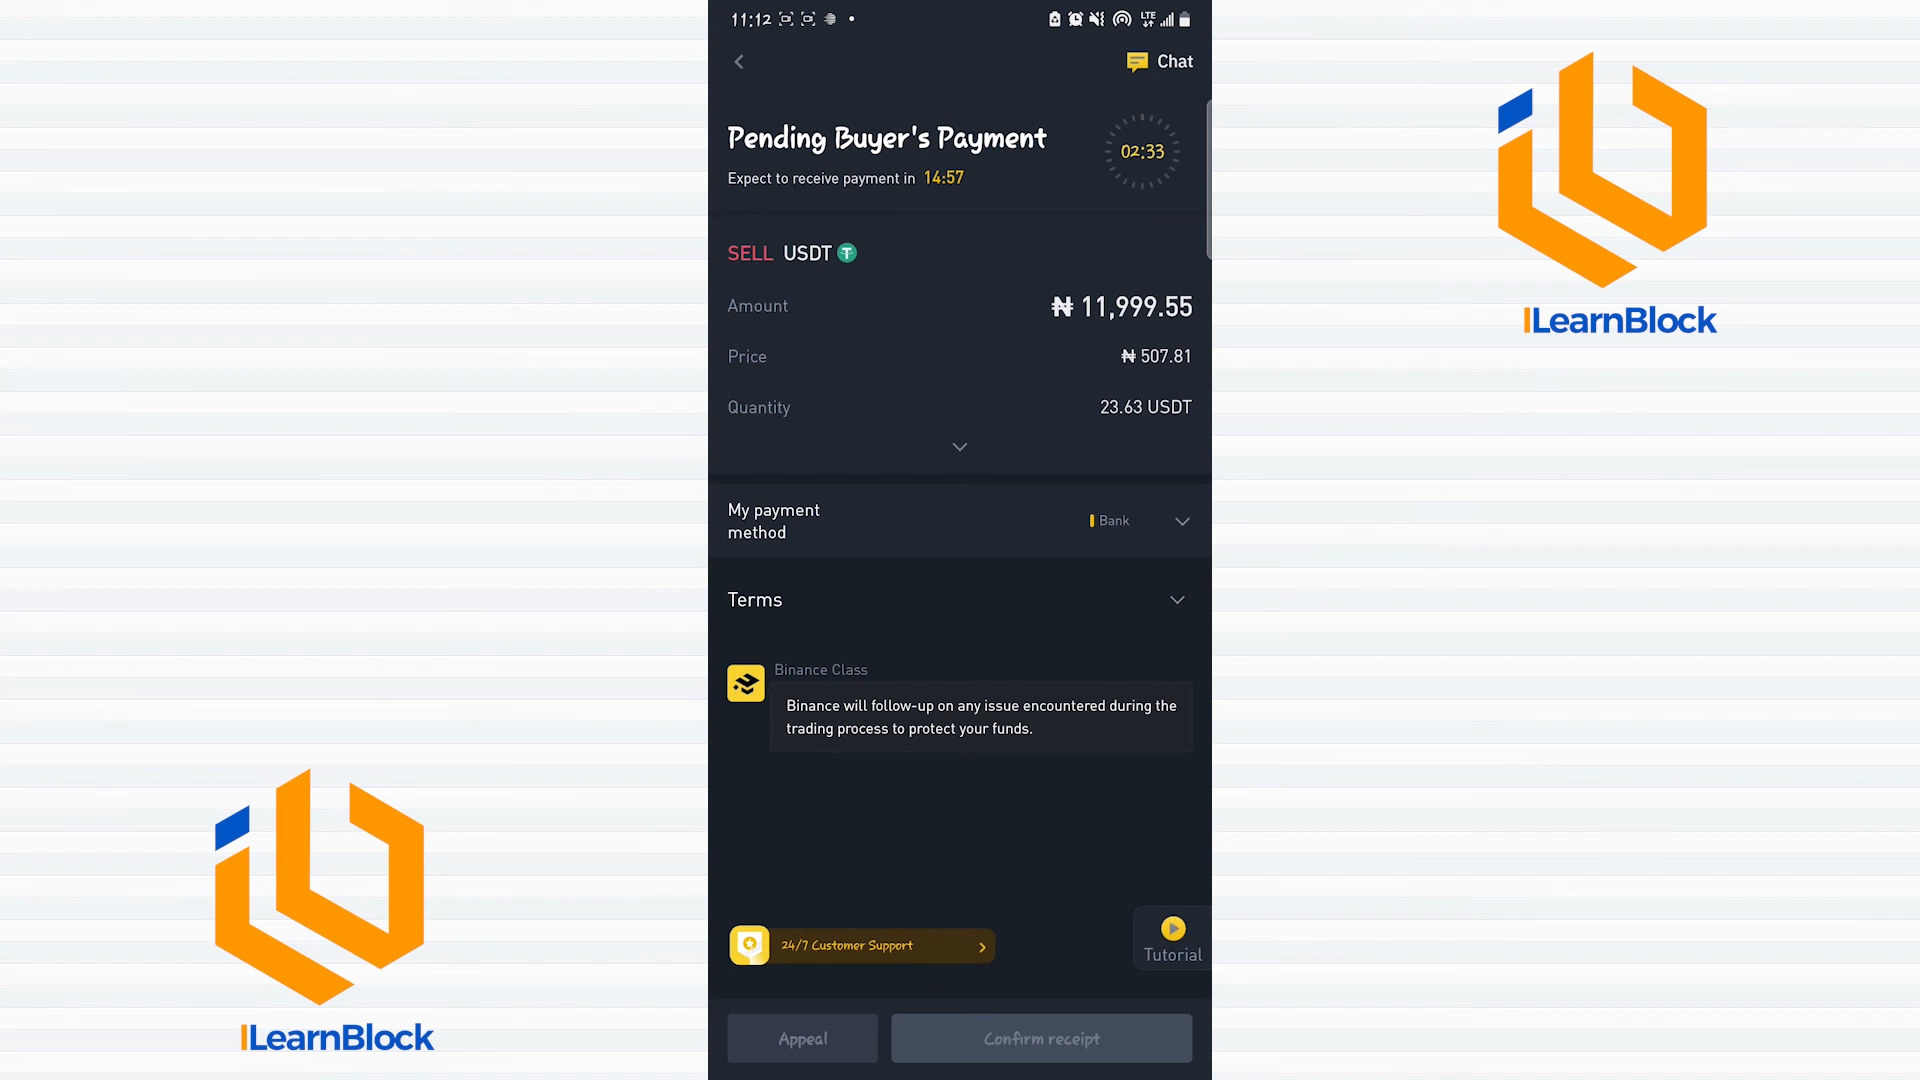 11:12
LTE
Chat
Pending Buyer's Payment
02:33
Expect to receive payment in 14:57
SELL USDT
Amount
₦ 11,999.55
Price
₦ 507.81
Quantity
23.63 USDT
My payment
method
Bank
Terms
Binance Class
Binance will follow-up on any issue encountered during the
trading process to protect your funds.
24/7 Customer Support
Tutorial
Appeal
Confirm receipt
ILearnBlock
ILearnBlock